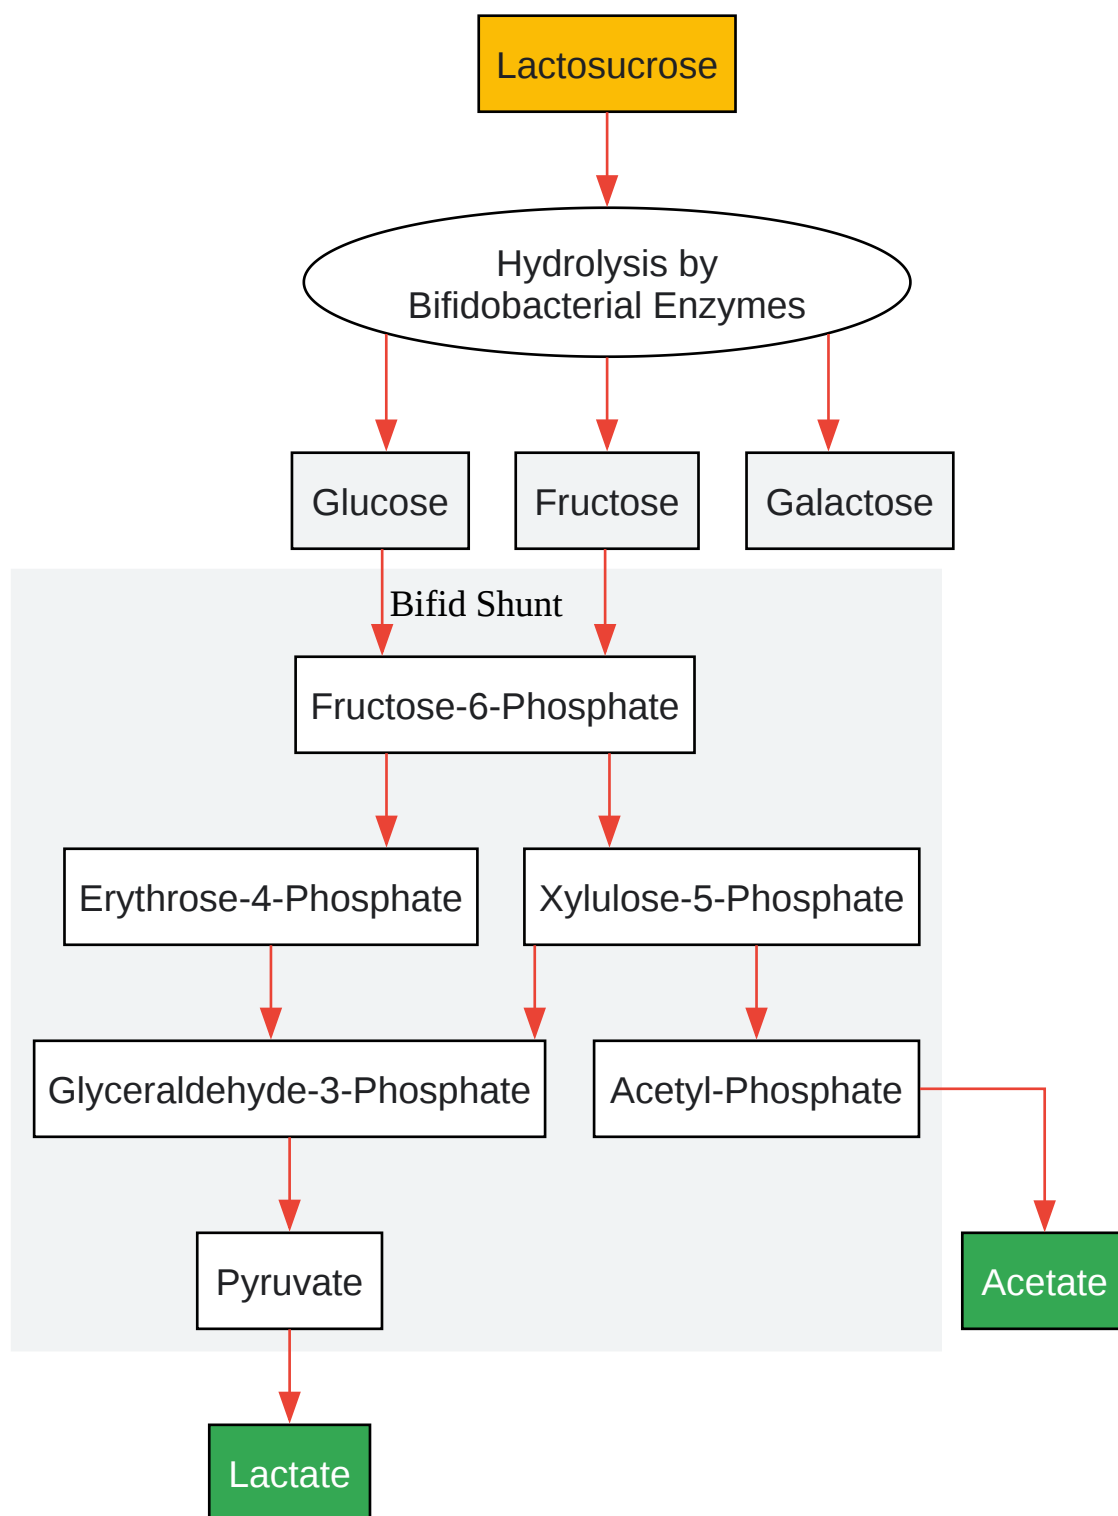 Lactosucrose
Hydrolysis by
Bifidobacterial Enzymes
Glucose
Fructose
Galactose
Bifid Shunt
Fructose-6-Phosphate
Erythrose-4-Phosphate
Xylulose-5-Phosphate
Glyceraldehyde-3-Phosphate
Acetyl-Phosphate
Pyruvate
Acetate
Lactate